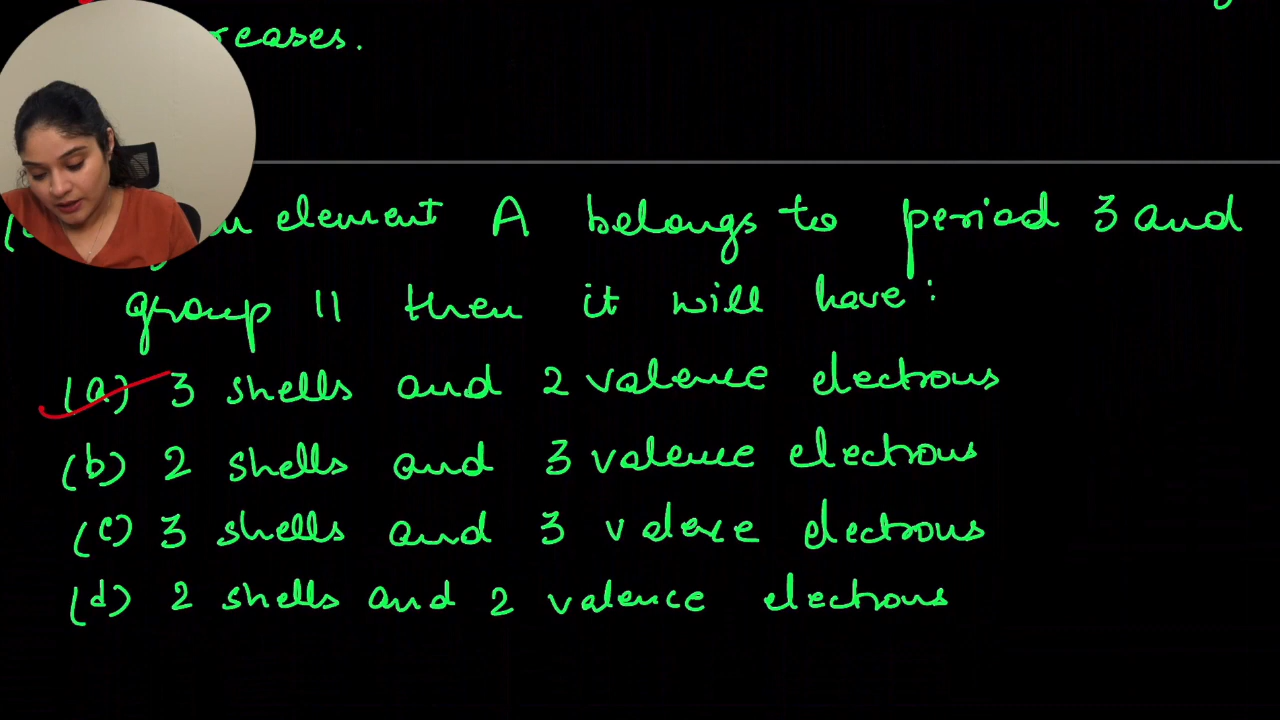 reases.
element A belongs to period 3 and
group II then it will have:
(a) 3 shells and 2 valence electrons
(b) 2 shells and 3 valence electrons
(c) 3 shells and 3 valence electrons
(d) 2 shells and 2 valence electrons